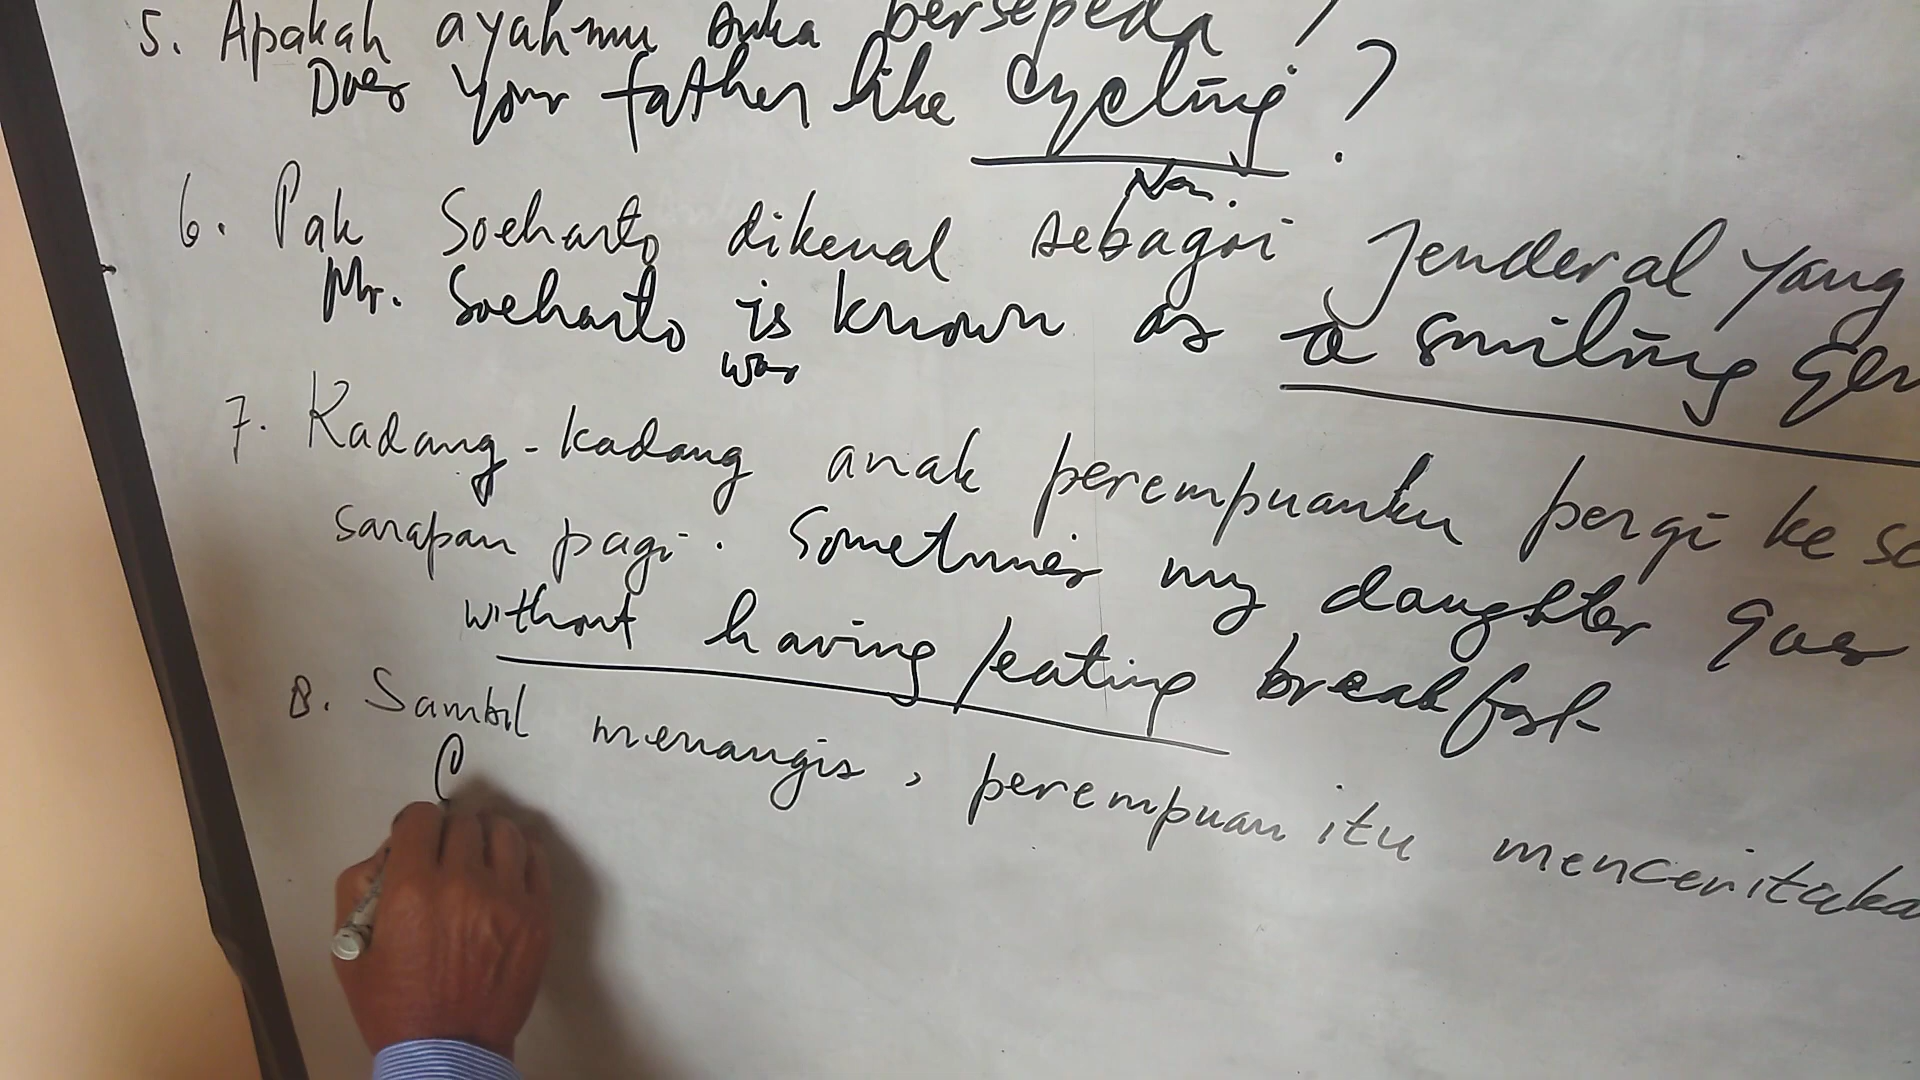 5. Apakah ayahmu suka bersepeda ?
Does your father like cycling ?
Non.
6. Pak Soeharto dikenal sebagai Jenderal yang
Mr. Soeharto is known as a smiling Gen
was
7. Kadang-kadang anak perempuanku pergi ke se
sarapan pagi. Sometimes my daughter goes
without having/eating breakfast
8. Sambil menangis, perempuan itu menceritaka
C